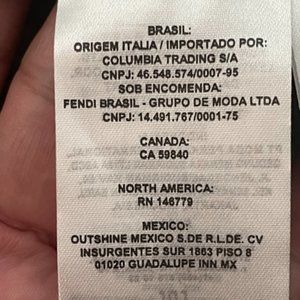 BRASIL:
ORIGEM ITALIA / IMPORTADO POR:
COLUMBIA TRADING S/A
CNPJ: 46.548.574/0007-95
SOB ENCOMENDA:
FENDI BRASIL - GRUPO DE MODA LTDA
CNPJ: 14.491.767/0001-75
CANADA:
CA 59840
NORTH AMERICA:
RN 146779
MEXICO:
OUTSHINE MEXICO S.DE R.L.DE. CV
INSURGENTES SUR 1863 PISO 8
01020 GUADALUPE INN MX